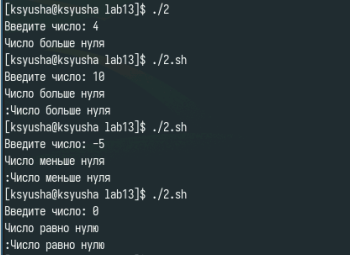 [ksyusha@ksyusha lab13]$ ./2
Введите число: 4
Число больше нуля
[ksyusha@ksyusha lab13]$ ./2.sh
Введите число: 10
Число больше нуля
:Число больше нуля
[ksyusha@ksyusha lab13]$ ./2.sh
Введите число: -5
Число меньше нуля
:Число меньше нуля
[ksyusha@ksyusha lab13]$ ./2.sh
Введите число: 0
Число равно нулю
:Число равно нулю